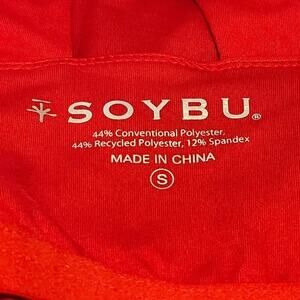 SOYBU®
44% Conventional Polyester,
44% Recycled Polyester, 12% Spandex
MADE IN CHINA
S